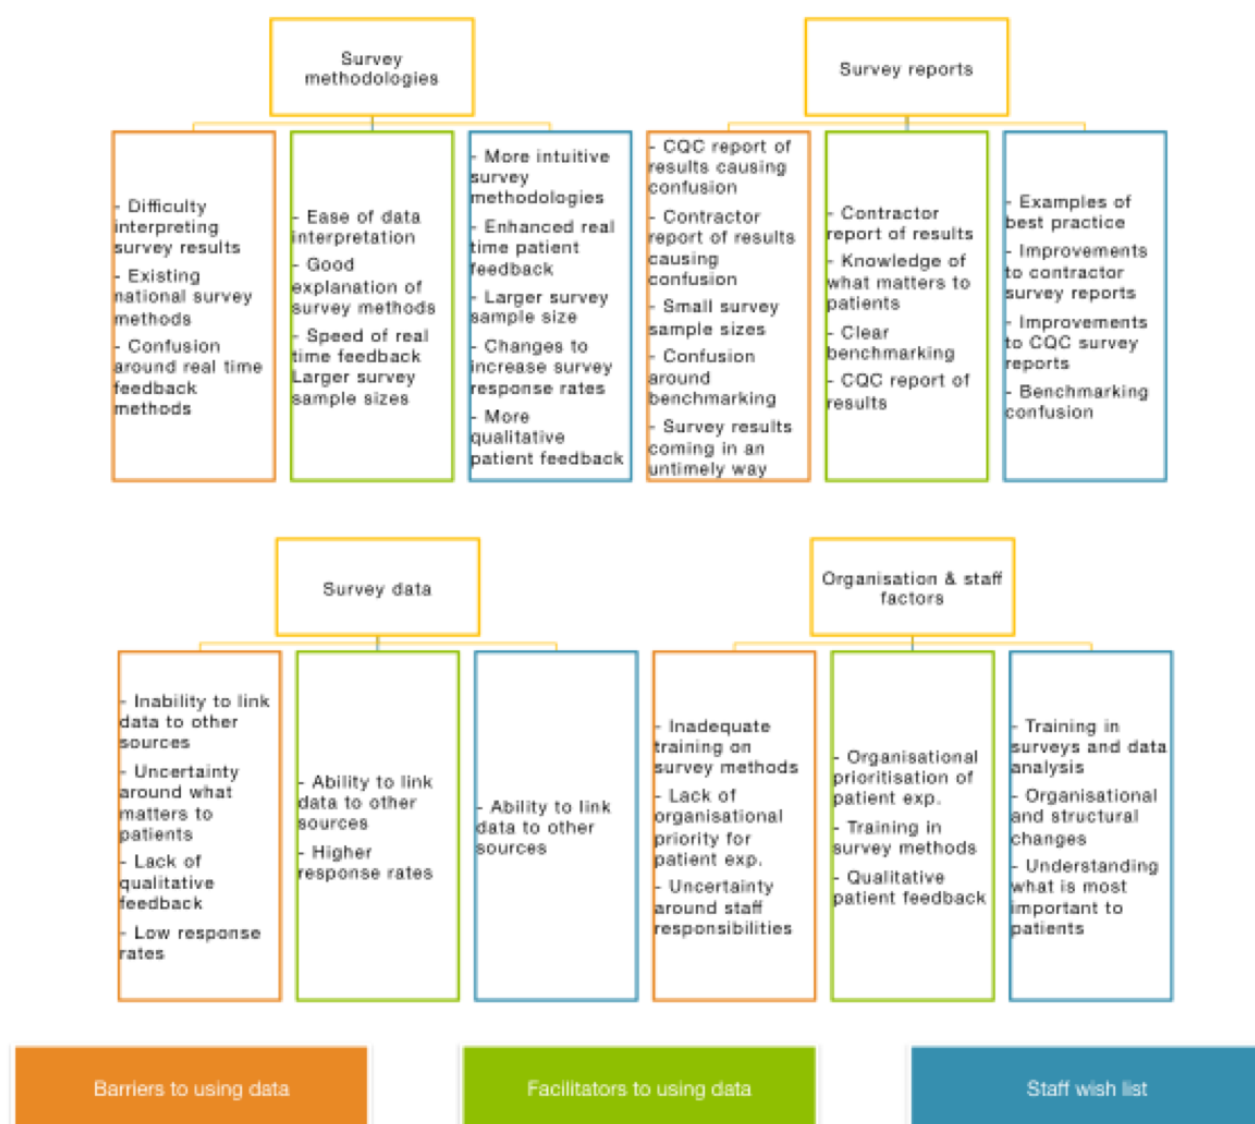 Survey
methodologies
- Difficulty
interpreting
survey results
- Existing
national survey
methods
- Confusion
around real time
feedback
methods
- Ease of data
interpretation
- Good
explanation of
survey methods
- Speed of real
time feedback
Larger survey
sample sizes
- More intuitive
survey
methodologies
- Enhanced real
time patient
feedback
- Larger survey
sample size
- Changes to
increase survey
response rates
- More
qualitative
patient feedback
Survey reports
- CQC report of
results causing
confusion
- Contractor
report of results
causing
confusion
- Small survey
sample sizes
- Confusion
around
benchmarking
- Survey results
coming in an
untimely way
- Contractor
report of results
- Knowledge of
what matters to
patients
- Clear
benchmarking
- CQC report of
results
- Examples of
best practice
- Improvements
to contractor
survey reports
- Improvements
to CQC survey
reports
- Benchmarking
confusion
Survey data
- Inability to link
data to other
sources
- Uncertainty
around what
matters to
patients
- Lack of
qualitative
feedback
- Low response
rates
- Ability to link
data to other
sources
- Higher
response rates
- Ability to link
data to other
sources
Organisation & staff
factors
- Inadequate
training on
survey methods
- Lack of
organisational
priority for
patient exp.
- Uncertainty
around staff
responsibilities
- Organisational
prioritisation of
patient exp.
- Training in
survey methods
- Qualitative
patient feedback
- Training in
surveys and data
analysis
- Organisational
and structural
changes
- Understanding
what is most
important to
patients
Barriers to using data
Facilitators to using data
Staff wish list